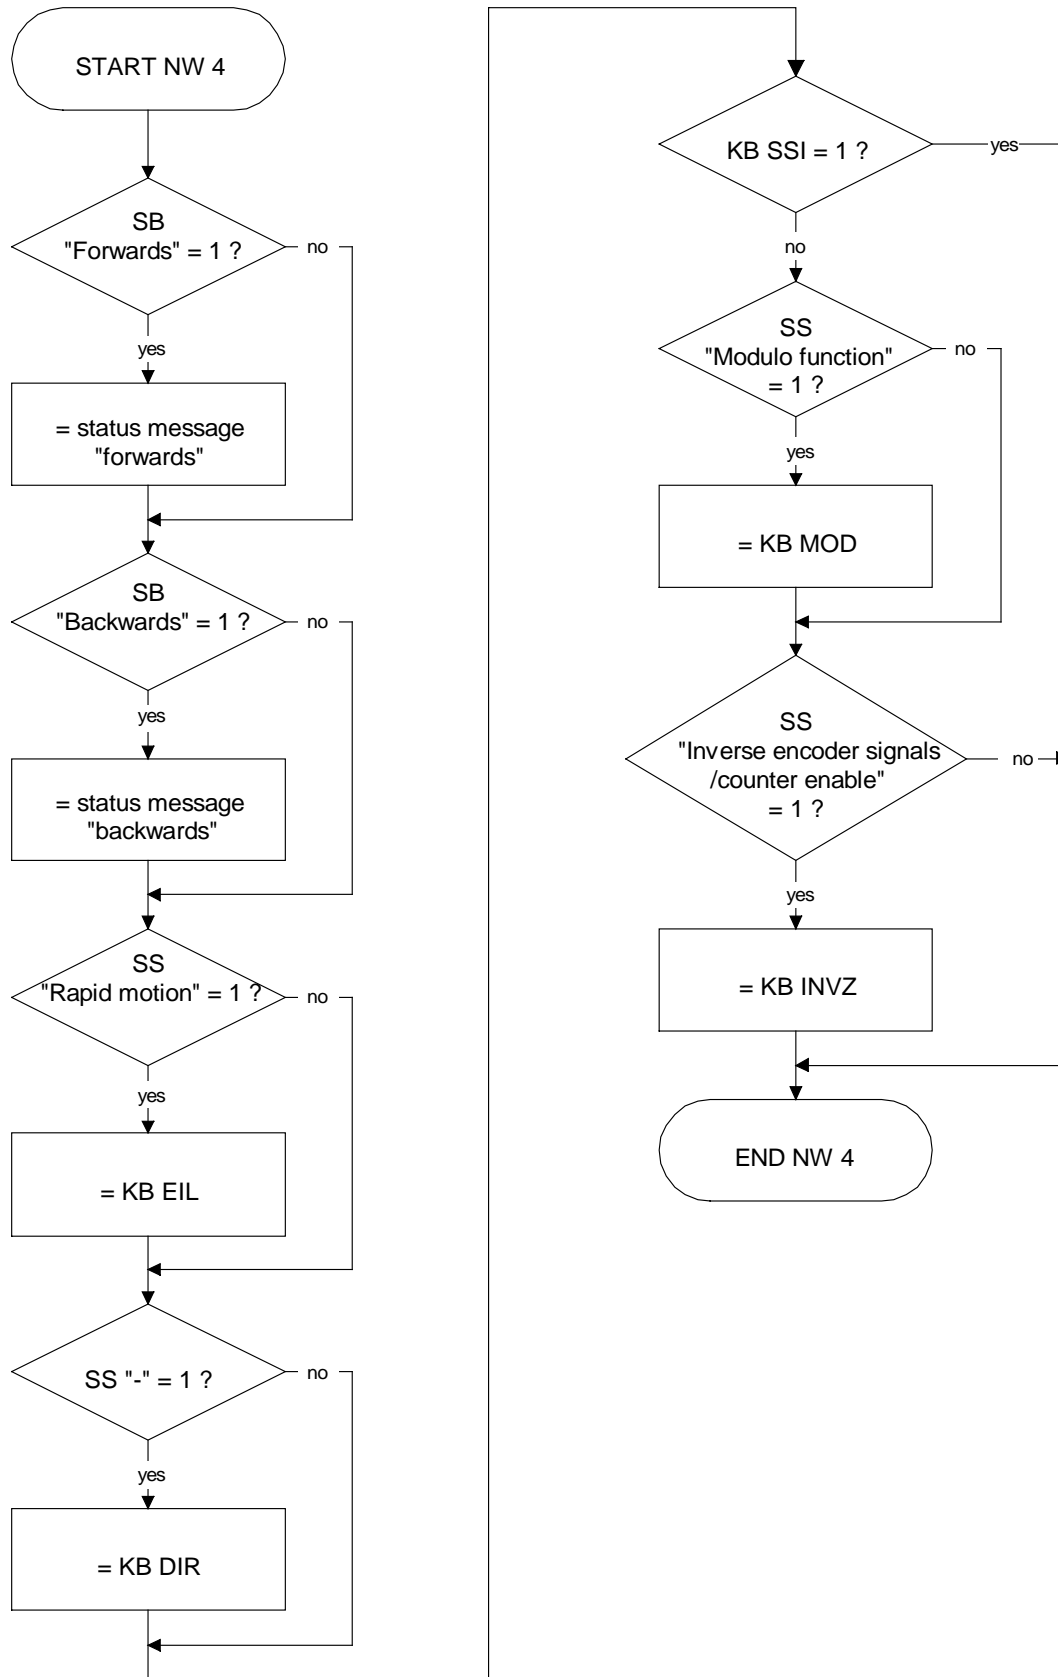 START NW 4
SB
"Forwards" = 1 ?
no
yes
= status message
"forwards"
SB
"Backwards" = 1 ?
no
yes
= status message
"backwards"
SS
"Rapid motion" = 1 ?
no
yes
= KB EIL
SS "-" = 1 ?
no
yes
= KB DIR
KB SSI = 1 ?
yes
no
SS
"Modulo function"
= 1 ?
no
yes
= KB MOD
SS
"Inverse encoder signals
/counter enable"
= 1 ?
no
yes
= KB INVZ
END NW 4